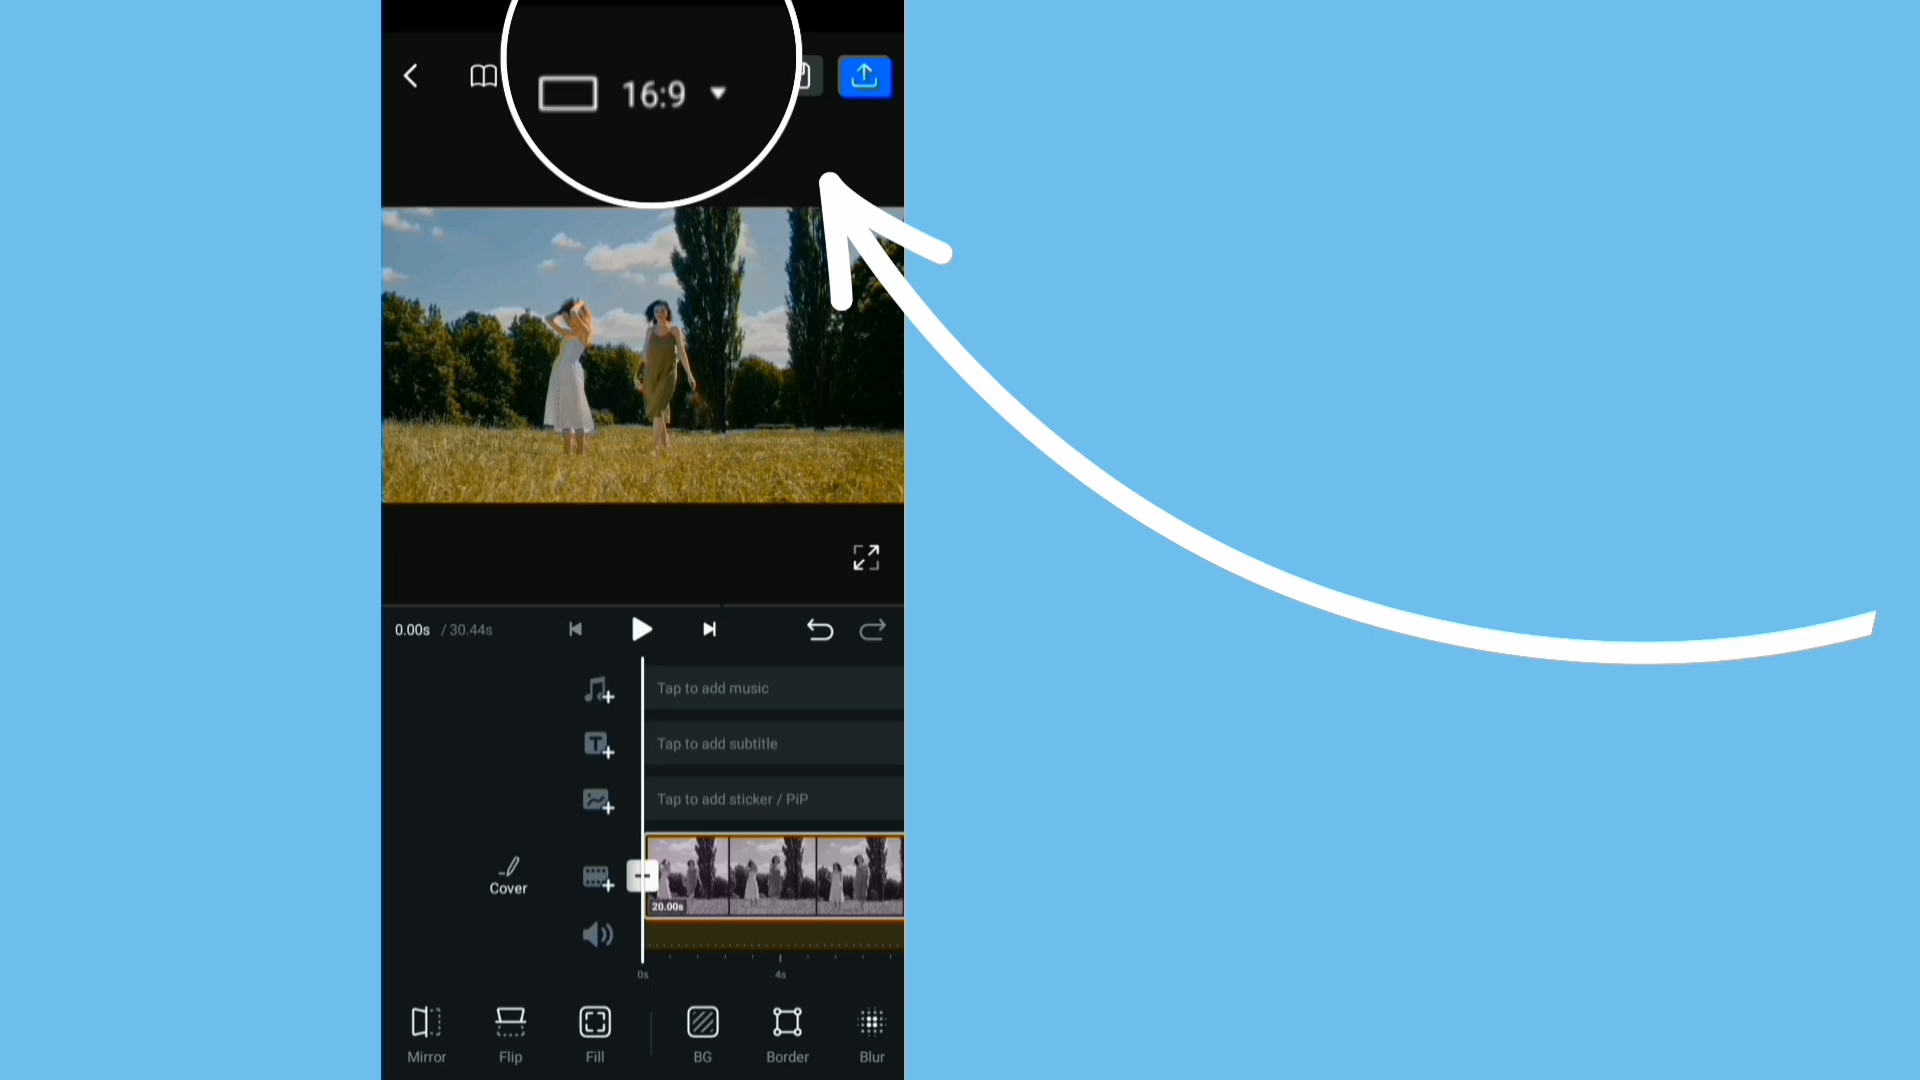 16:9
0.00s / 30.44s
Tap to add music
Tap to add subtitle
Tap to add sticker / PiP
Cover
20.00s
0s 4s
Mirror Flip Fill BG Border Blur